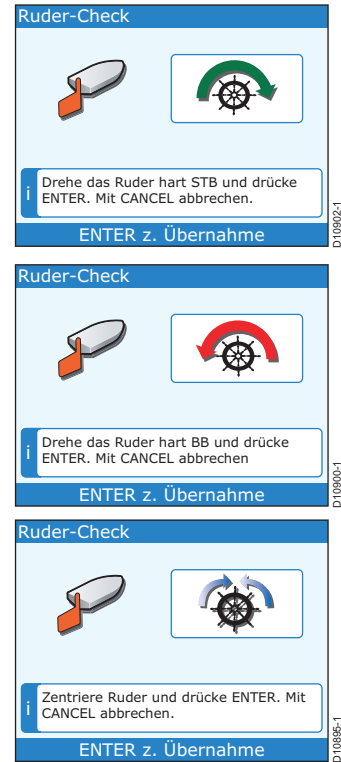 Ruder-Check
i
Drehe das Ruder hart STB und drücke
ENTER. Mit CANCEL abbrechen.
ENTER z. Übernahme
D10902-1
Ruder-Check
i
Drehe das Ruder hart BB und drücke
ENTER. Mit CANCEL abbrechen
ENTER z. Übernahme
D10900-1
Ruder-Check
i
Zentriere Ruder und drücke ENTER. Mit
CANCEL abbrechen.
ENTER z. Übernahme
D10895-1